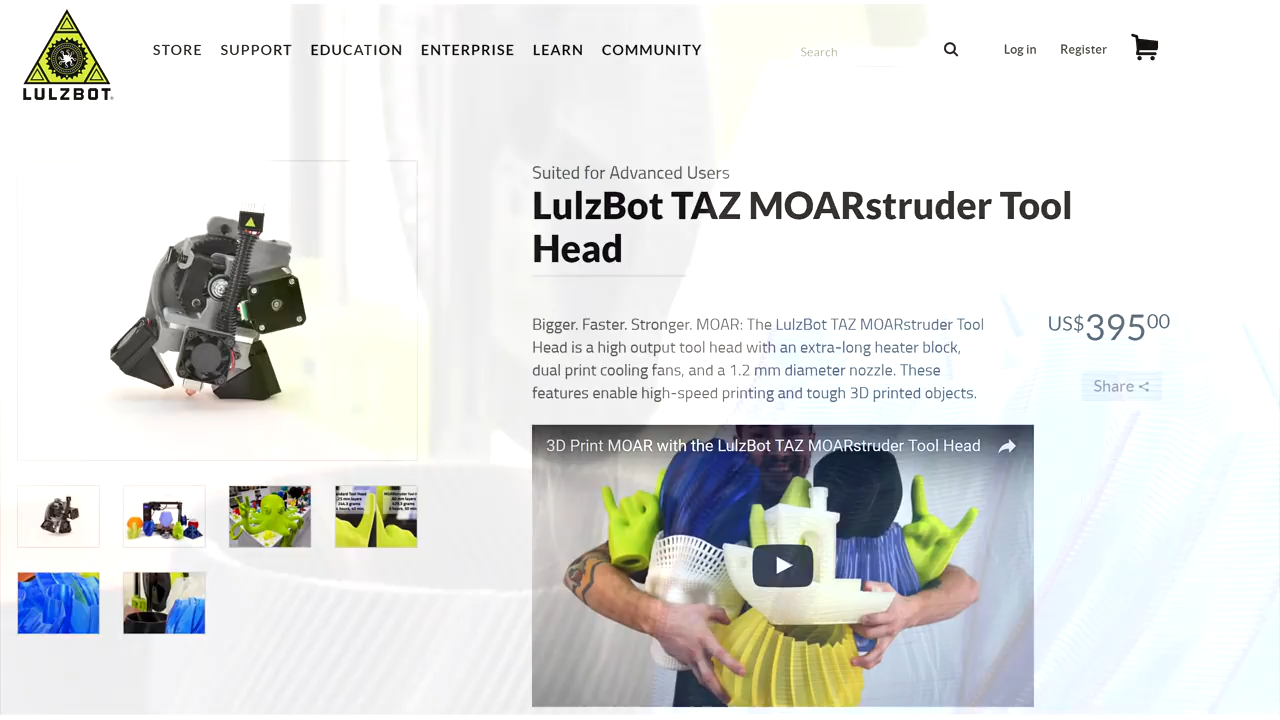 STORE SUPPORT EDUCATION ENTERPRISE LEARN COMMUNITY
Search
Log in Register
LULZBOT
Suited for Advanced Users
LulzBot TAZ MOARstruder Tool
Head
Bigger. Faster. Stronger. MOAR: The LulzBot TAZ MOARstruder Tool
Head is a high output tool head with an extra-long heater block,
dual print cooling fans, and a 1.2 mm diameter nozzle. These
features enable high-speed printing and tough 3D printed objects.
US$39500
Share
3D Print MOAR with the LulzBot TAZ MOARstruder Tool Head